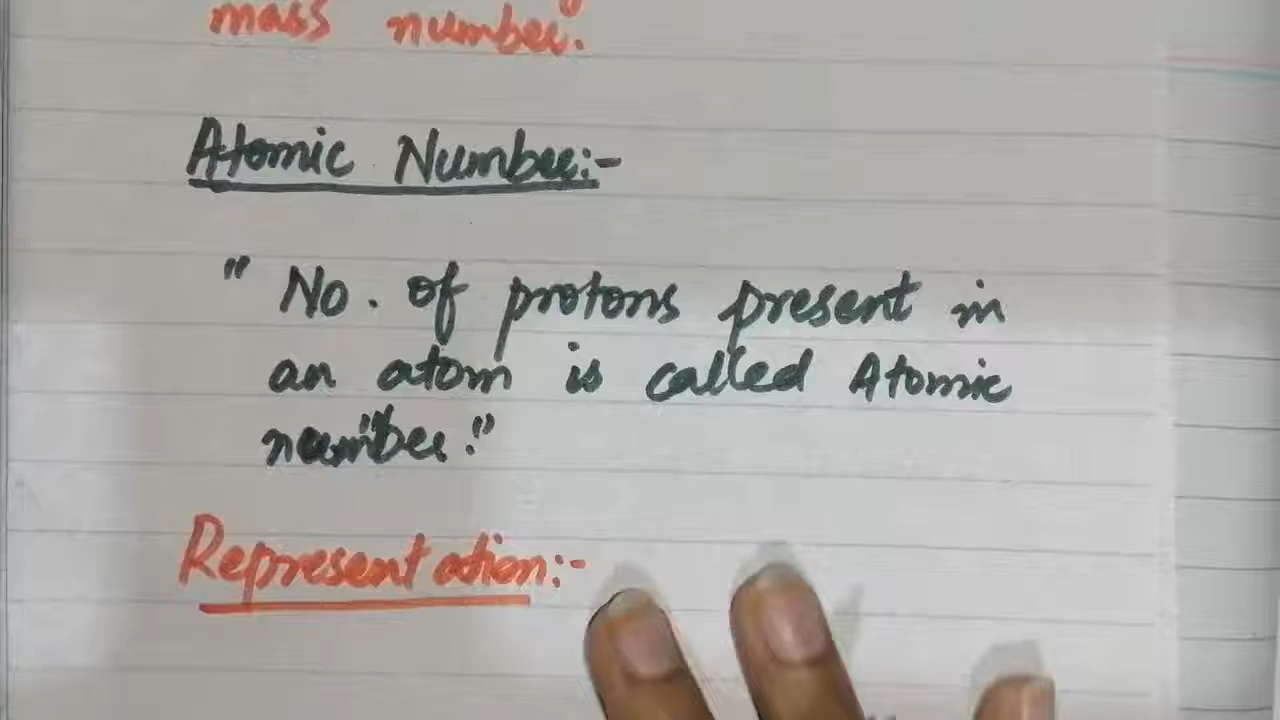 mass number.
Atomic Number:-
" No. of protons present in
an atom is called Atomic
number."
Representation:-